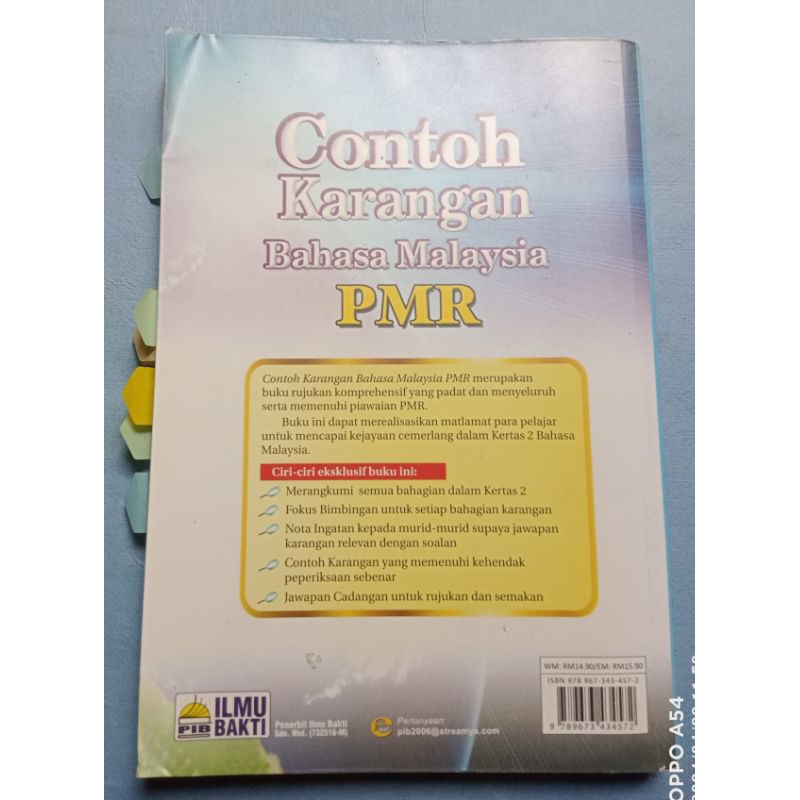 Contoh
Karangan
Bahasa Malaysia
PMR
Contoh Karangan Bahasa Malaysia PMR merupakan
buku rujukan komprehensif yang padat dan menyeluruh
serta memenuhi piawaian PMR.
Buku ini dapat merealisasikan matlamat para pelajar
untuk mencapai kejayaan cemerlang dalam Kertas 2 Bahasa
Malaysia.
Ciri-ciri eksklusif buku ini:
Merangkumi semua bahagian dalam Kertas 2
Fokus Bimbingan untuk setiap bahagian karangan
Nota Ingatan kepada murid-murid supaya jawapan
karangan relevan dengan soalan
Contoh Karangan yang memenuhi kehendak
peperiksaan sebenar
Jawapan Cadangan untuk rujukan dan semakan
WM: RM14.90/EM: RM15.90
ISBN 978 967-343-457-2
9 789673 434572
PIB
ILMU
BAKTI
Penerbit Ilmu Bakti
Sdn. Bhd. (732516-M)
Pertanyaan:
pib2006@streamyx.com
OPPO A54